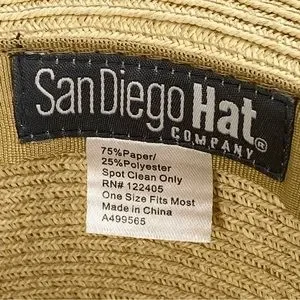 San Diego Hat®
COMPANY
75% Paper/
25% Polyester
Spot Clean Only
RN# 122405
One Size Fits Most
Made in China
A499565